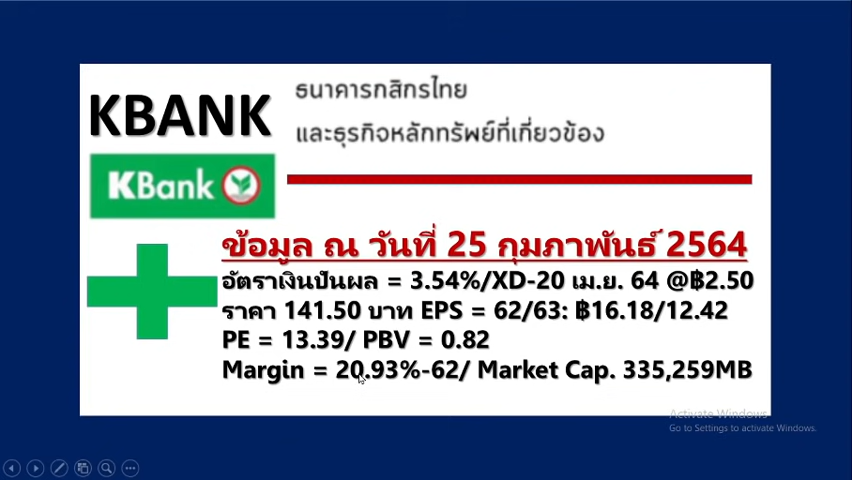 KBANK
ธนาคารกสิกรไทย
และธุรกิจหลักทรัพย์ที่เกี่ยวข้อง
KBank
ข้อมูล ณ วันที่ 25 กุมภาพันธ์ 2564
อัตราเงินปันผล = 3.54%/XD-20 เม.ย. 64 @฿2.50
ราคา 141.50 บาท EPS = 62/63: ฿16.18/12.42
PE = 13.39/ PBV = 0.82
Margin = 20.93%-62/ Market Cap. 335,259MB
Activate Windows
Go to Settings to activate Windows.